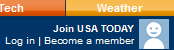 Tech Weather
Join USA TODAY
Log in | Become a member